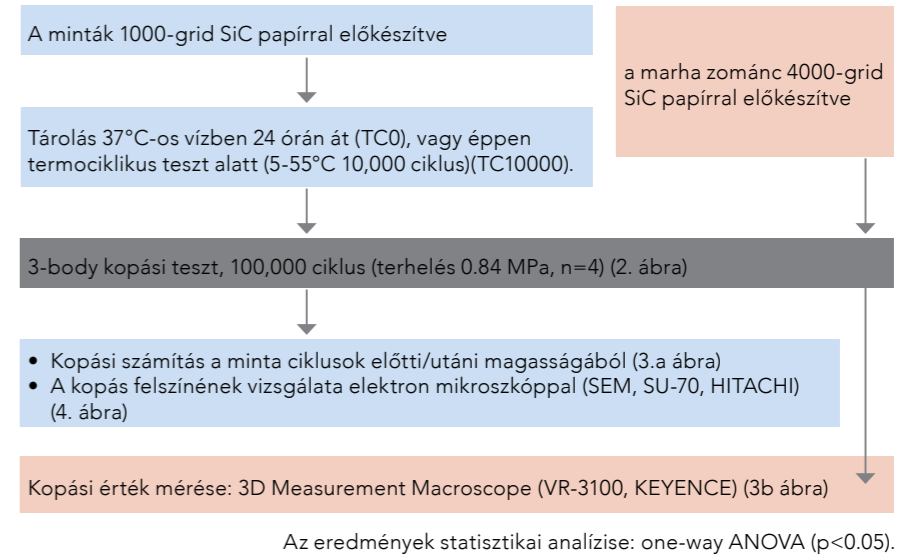 A minták 1000-grid SiC papírral előkészítve
a marha zománc 4000-grid
SiC papírral előkészítve
Tárolás 37°C-os vízben 24 órán át (TC0), vagy éppen
termociklikus teszt alatt (5-55°C 10,000 ciklus)(TC10000).
3-body kopási teszt, 100,000 ciklus (terhelés 0.84 MPa, n=4) (2. ábra)
• Kopási számítás a minta ciklusok előtti/utáni magasságából (3.a ábra)
• A kopás felszínének vizsgálata elektron mikroszkóppal (SEM, SU-70, HITACHI)
(4. ábra)
Kopási érték mérése: 3D Measurement Macroscope (VR-3100, KEYENCE) (3b ábra)
Az eredmények statisztikai analízise: one-way ANOVA (p<0.05).